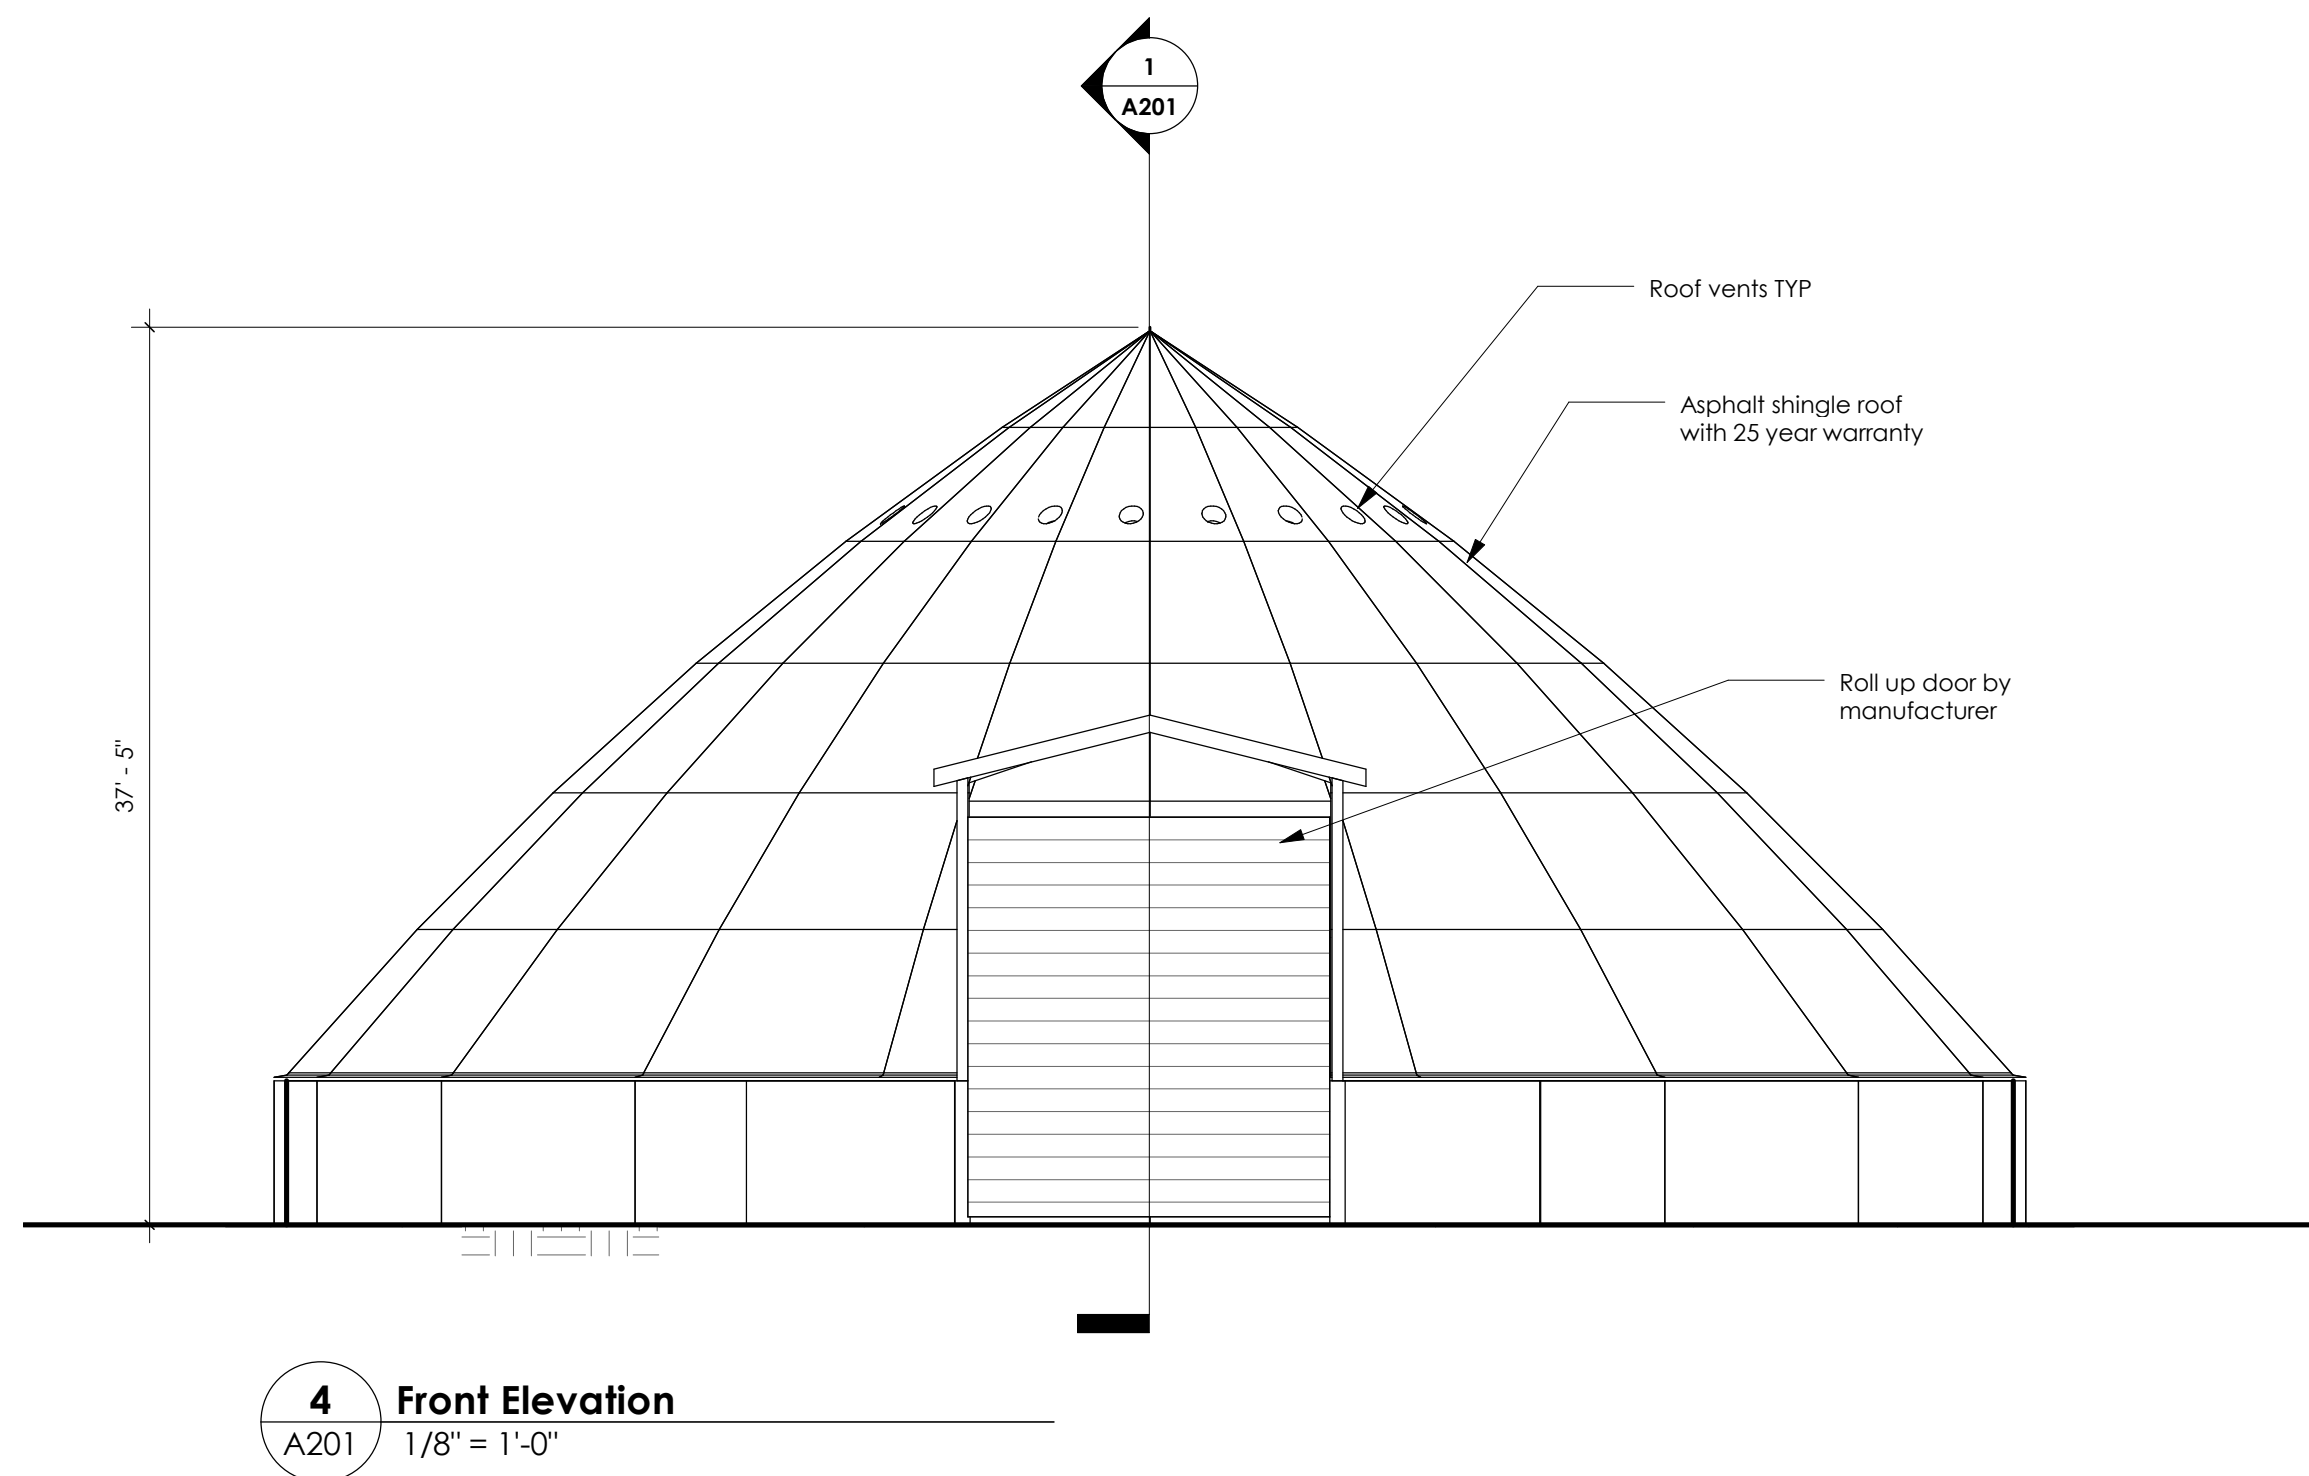 1
A201
Roof vents TYP
Asphalt shingle roof
with 25 year warranty
Roll up door by
manufacturer
37' - 5"
4
Front Elevation
A201
1/8" = 1'-0"